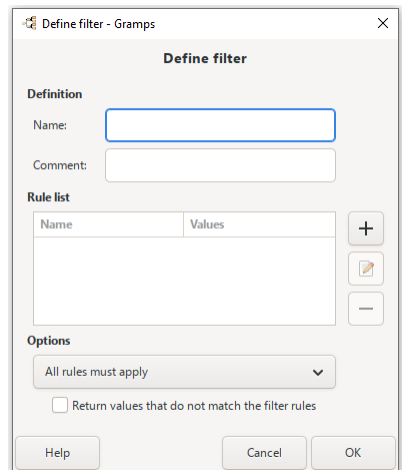 Define filter - Gramps
Define filter
Definition
Name:
Comment:
Rule list
Name Values
Options
All rules must apply
Return values that do not match the filter rules
Help Cancel OK